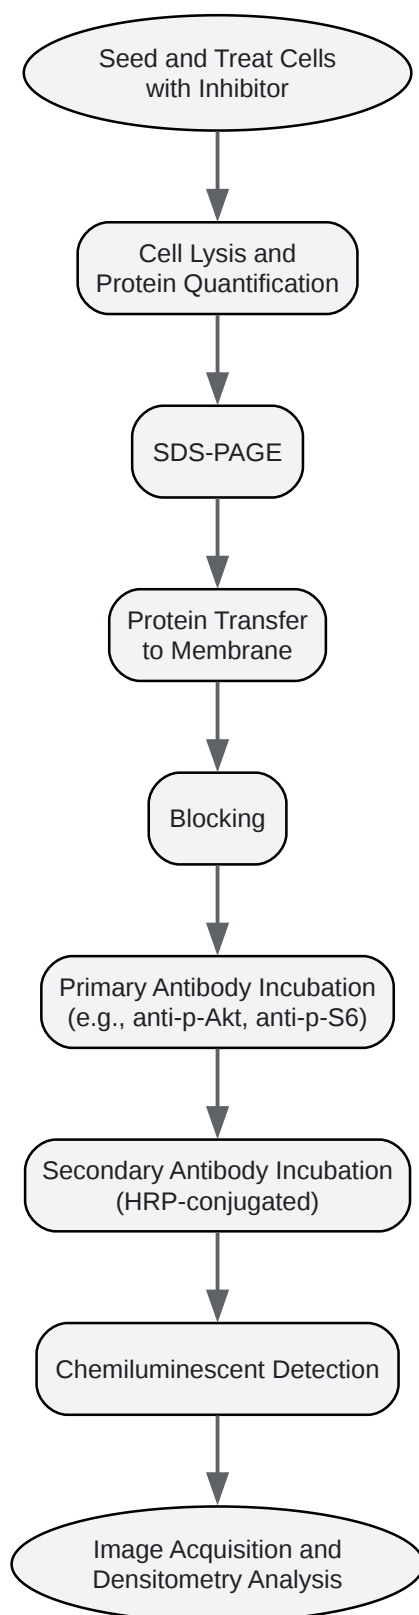 Seed and Treat Cells
with Inhibitor
Cell Lysis and
Protein Quantification
SDS-PAGE
Protein Transfer
to Membrane
Blocking
Primary Antibody Incubation
(e.g., anti-p-Akt, anti-p-S6)
Secondary Antibody Incubation
(HRP-conjugated)
Chemiluminescent Detection
Image Acquisition and
Densitometry Analysis